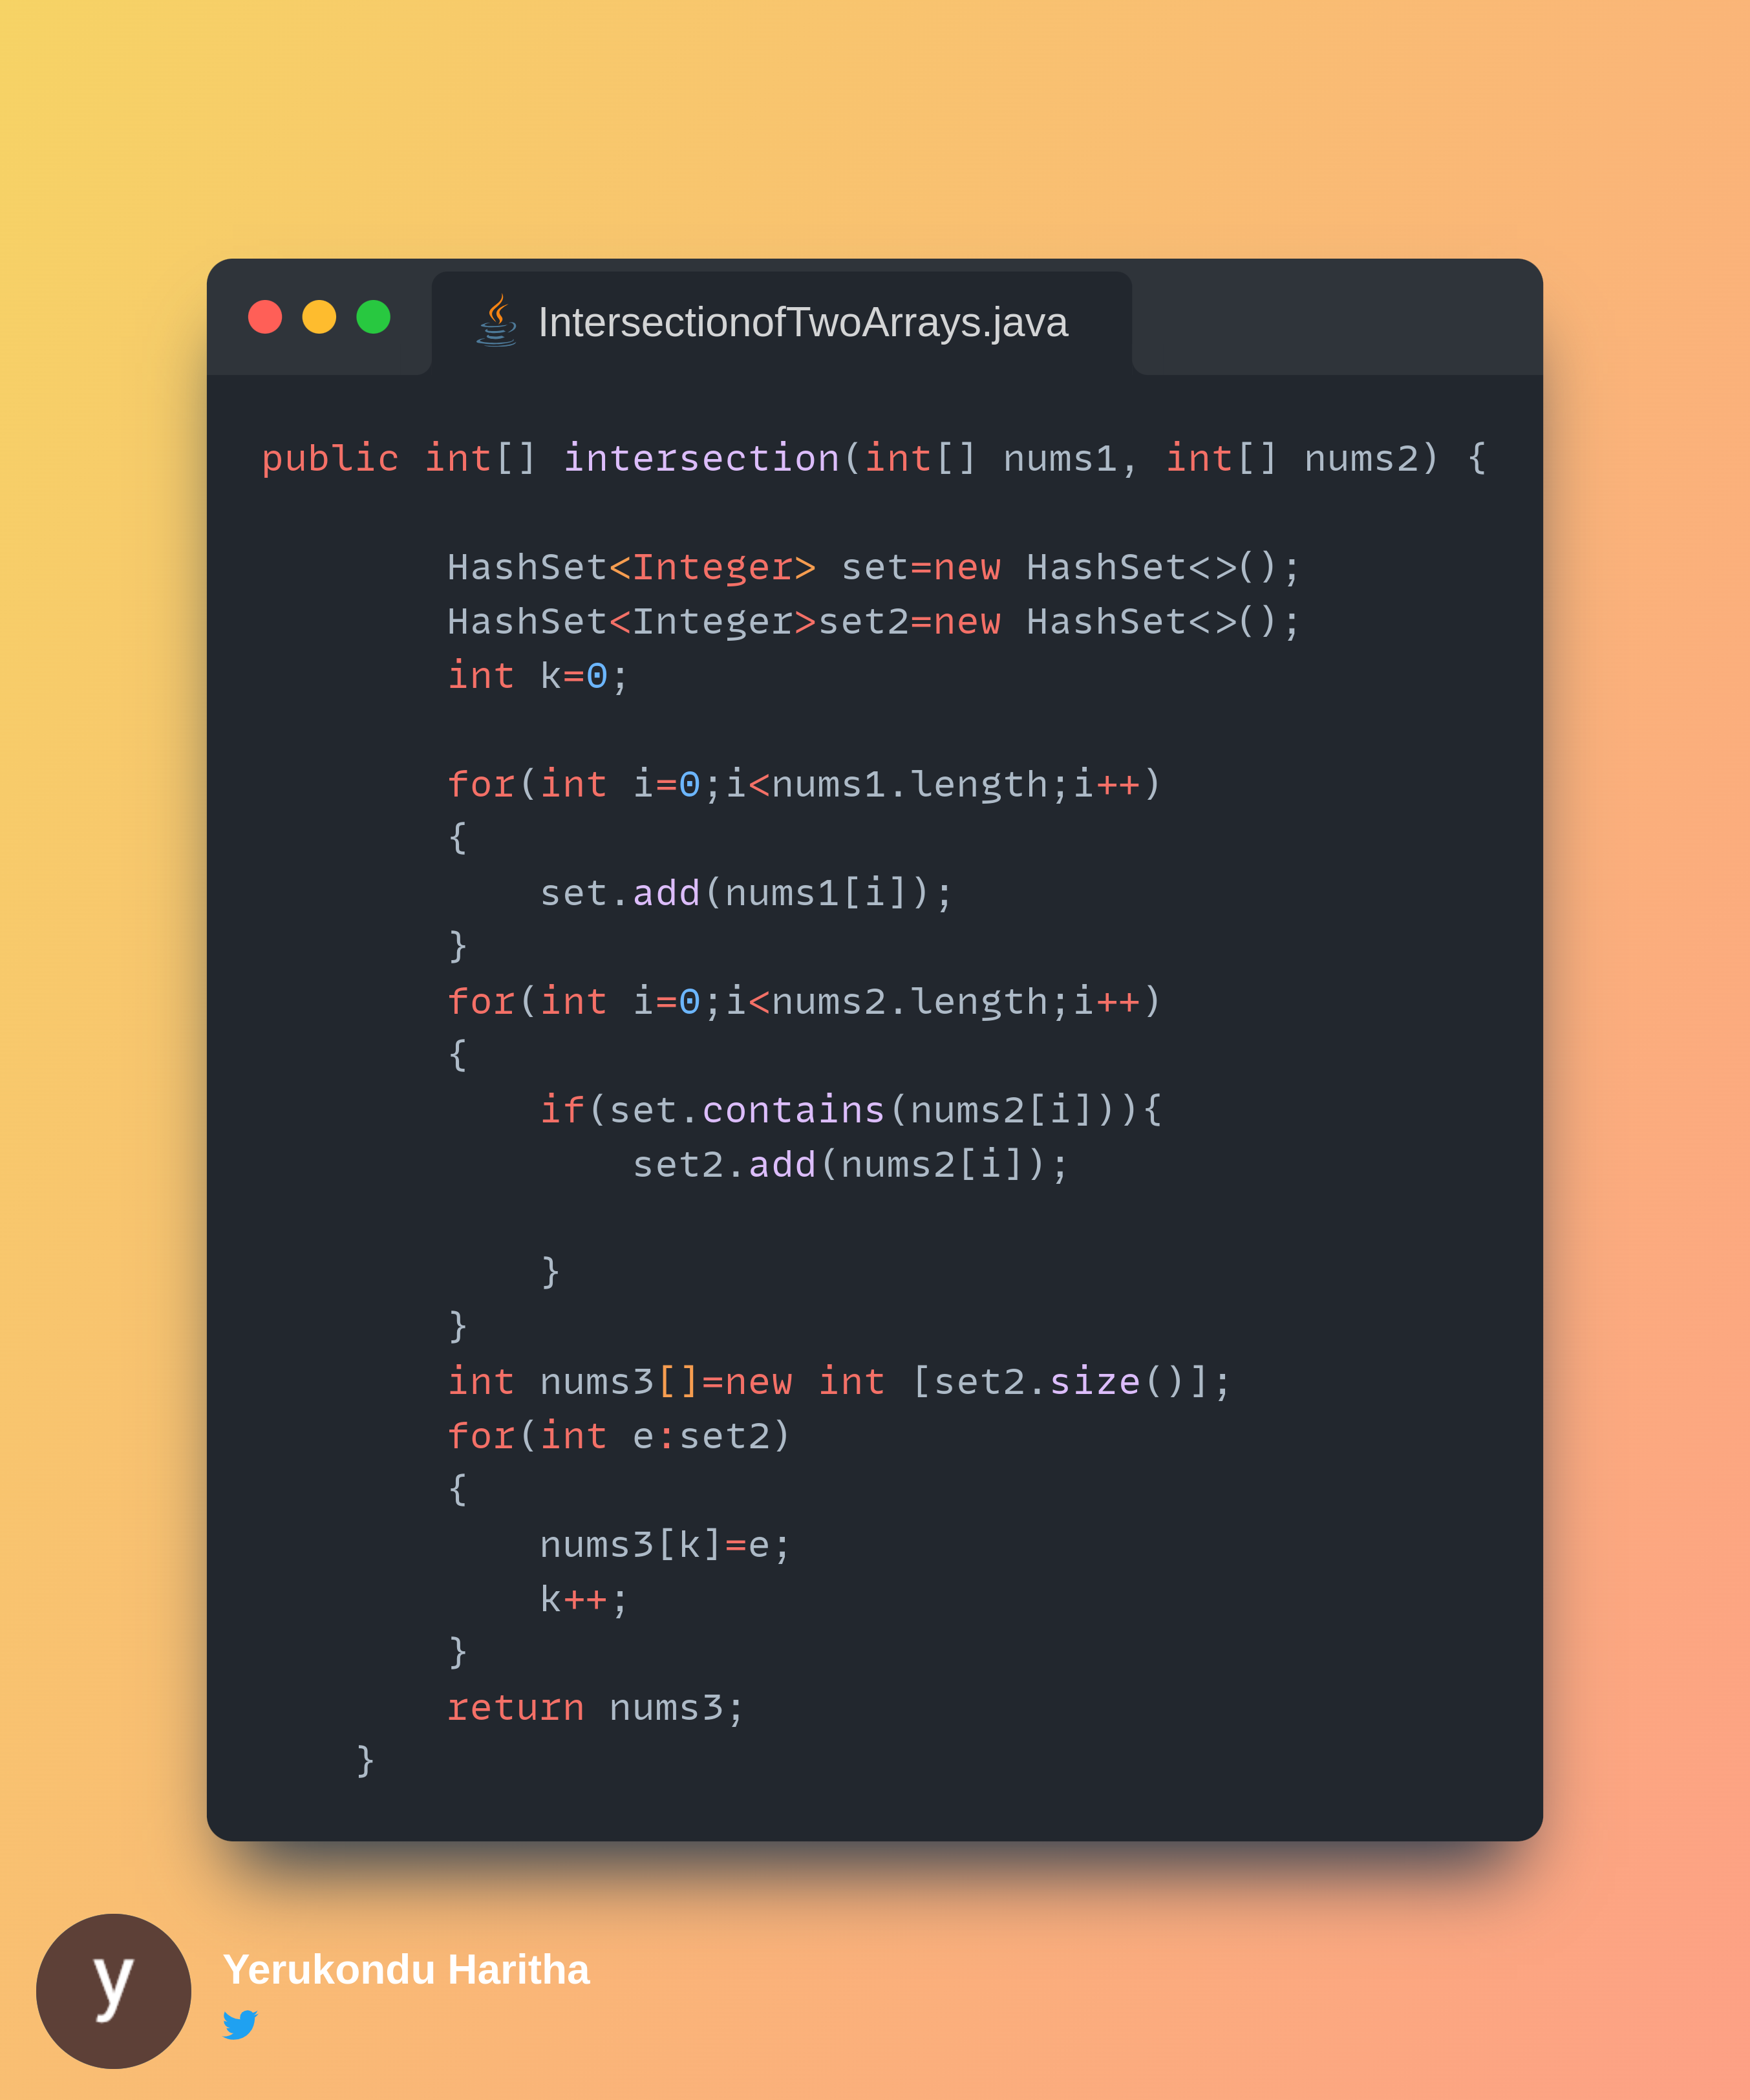 IntersectionofTwoArrays.java
public int[] intersection(int[] nums1, int[] nums2) {
HashSet<Integer> set=new HashSet<>();
HashSet<Integer>set2=new HashSet<>();
int k=0;
for(int i=0;i<nums1.length;i++)
{
set.add(nums1[i]);
}
for(int i=0;i<nums2.length;i++)
{
if(set.contains(nums2[i])){
set2.add(nums2[i]);
}
}
int nums3[]=new int [set2.size()];
for(int e:set2)
{
nums3[k]=e;
k++;
}
return nums3;
}
y
Yerukondu Haritha